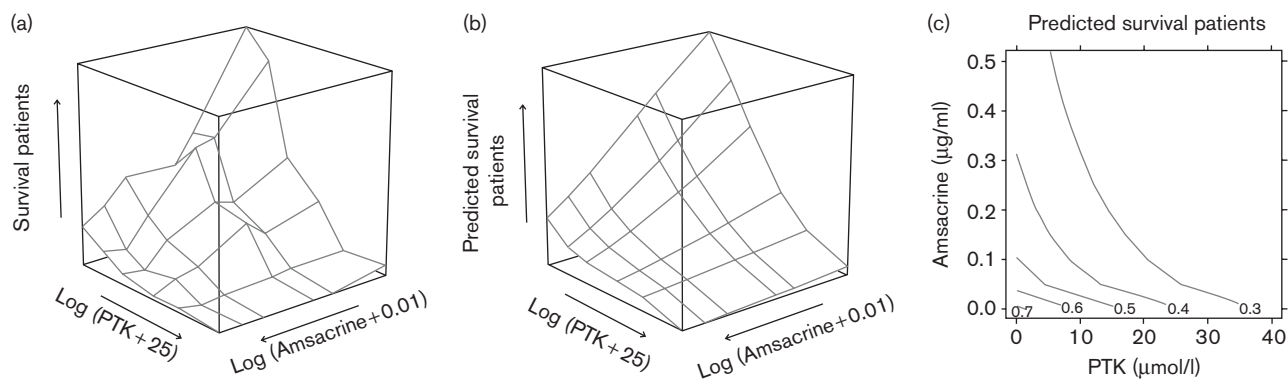 (a)
Survival patients
Log (PTK+25)
Log (Amsacrine+0.01)
(b)
Predicted survival
patients
Log (PTK+25)
Log (Amsacrine+0.01)
(c)
Predicted survival patients
Amsacrine (μg/ml)
0.5
0.4
0.3
0.2
0.1
0.0
0.7
0.6
0.5
0.4
0.3
0
10
20
30
40
PTK (μmol/l)